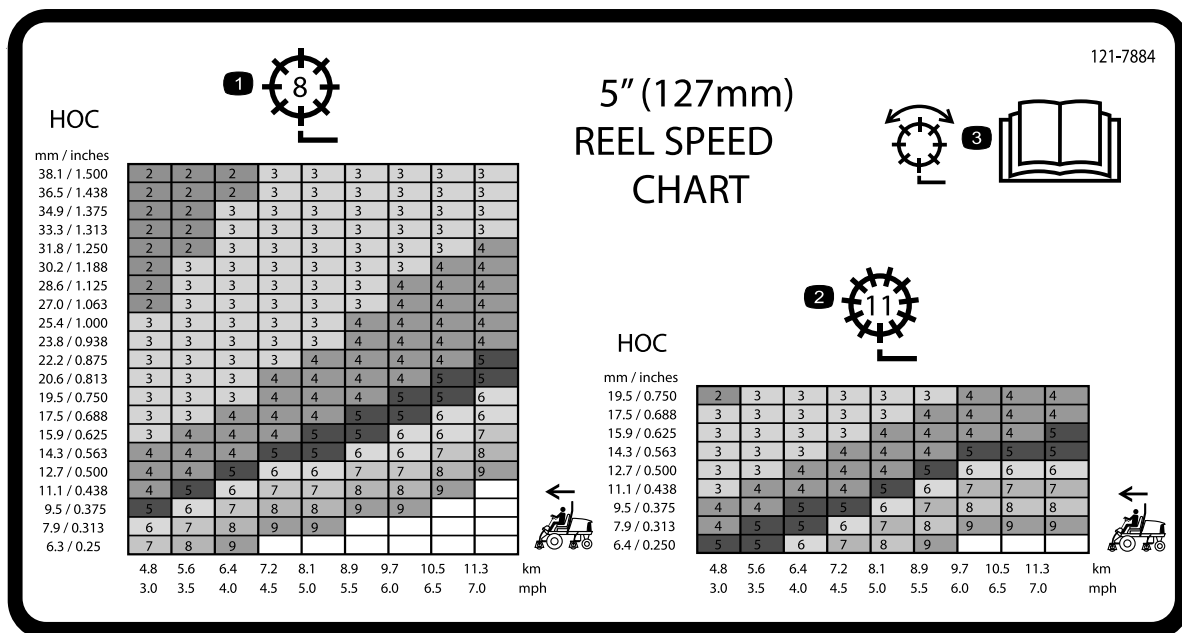 121-7884
1
8
5" (127mm)
REEL SPEED
CHART
3
HOC
mm / inches
38.1 / 1.500 2 2 2 3 3 3 3 3 3
36.5 / 1.438 2 2 2 3 3 3 3 3 3
34.9 / 1.375 2 2 3 3 3 3 3 3 3
33.3 / 1.313 2 2 3 3 3 3 3 3 3
31.8 / 1.250 2 2 3 3 3 3 3 3 4
30.2 / 1.188 2 3 3 3 3 3 3 4 4
28.6 / 1.125 2 3 3 3 3 3 4 4 4
27.0 / 1.063 2 3 3 3 3 3 4 4 4
25.4 / 1.000 3 3 3 3 3 4 4 4 4
23.8 / 0.938 3 3 3 3 3 4 4 4 4
22.2 / 0.875 3 3 3 3 4 4 4 4 5
20.6 / 0.813 3 3 3 4 4 4 4 5 5
19.5 / 0.750 3 3 3 4 4 4 5 5 6
17.5 / 0.688 3 3 4 4 4 5 5 6 6
15.9 / 0.625 3 4 4 4 5 5 6 6 7
14.3 / 0.563 4 4 4 5 5 6 6 7 8
12.7 / 0.500 4 4 5 6 6 7 7 8 9
11.1 / 0.438 4 5 6 7 7 8 8 9
9.5 / 0.375 5 6 7 8 8 9 9
7.9 / 0.313 6 7 8 9 9
6.3 / 0.25 7 8 9
4.8 5.6 6.4 7.2 8.1 8.9 9.7 10.5 11.3 km
3.0 3.5 4.0 4.5 5.0 5.5 6.0 6.5 7.0 mph
2
11
HOC
mm / inches
19.5 / 0.750 2 3 3 3 3 3 4 4 4
17.5 / 0.688 3 3 3 3 3 4 4 4 4
15.9 / 0.625 3 3 3 3 4 4 4 4 5
14.3 / 0.563 3 3 3 4 4 4 5 5 5
12.7 / 0.500 3 3 4 4 4 5 6 6 6
11.1 / 0.438 3 4 4 4 5 6 7 7 7
9.5 / 0.375 4 4 5 5 6 7 8 8 8
7.9 / 0.313 4 5 5 6 7 8 9 9 9
6.4 / 0.250 5 5 6 7 8 9
4.8 5.6 6.4 7.2 8.1 8.9 9.7 10.5 11.3 km
3.0 3.5 4.0 4.5 5.0 5.5 6.0 6.5 7.0 mph